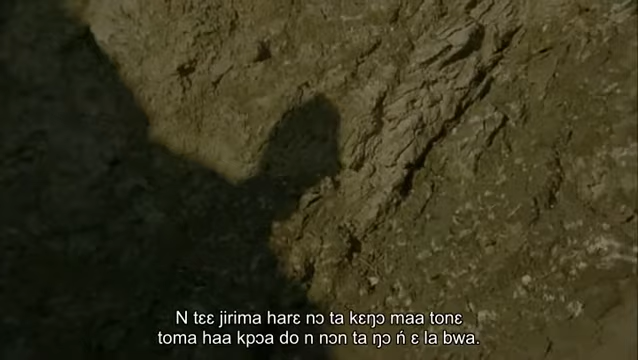 N tɛɛ jirima harɛ nɔ ta kɛŋɔ maa tonɛ
toma haa kpɔa do n nɔn ta ŋɔ ń ɛ la bwa.